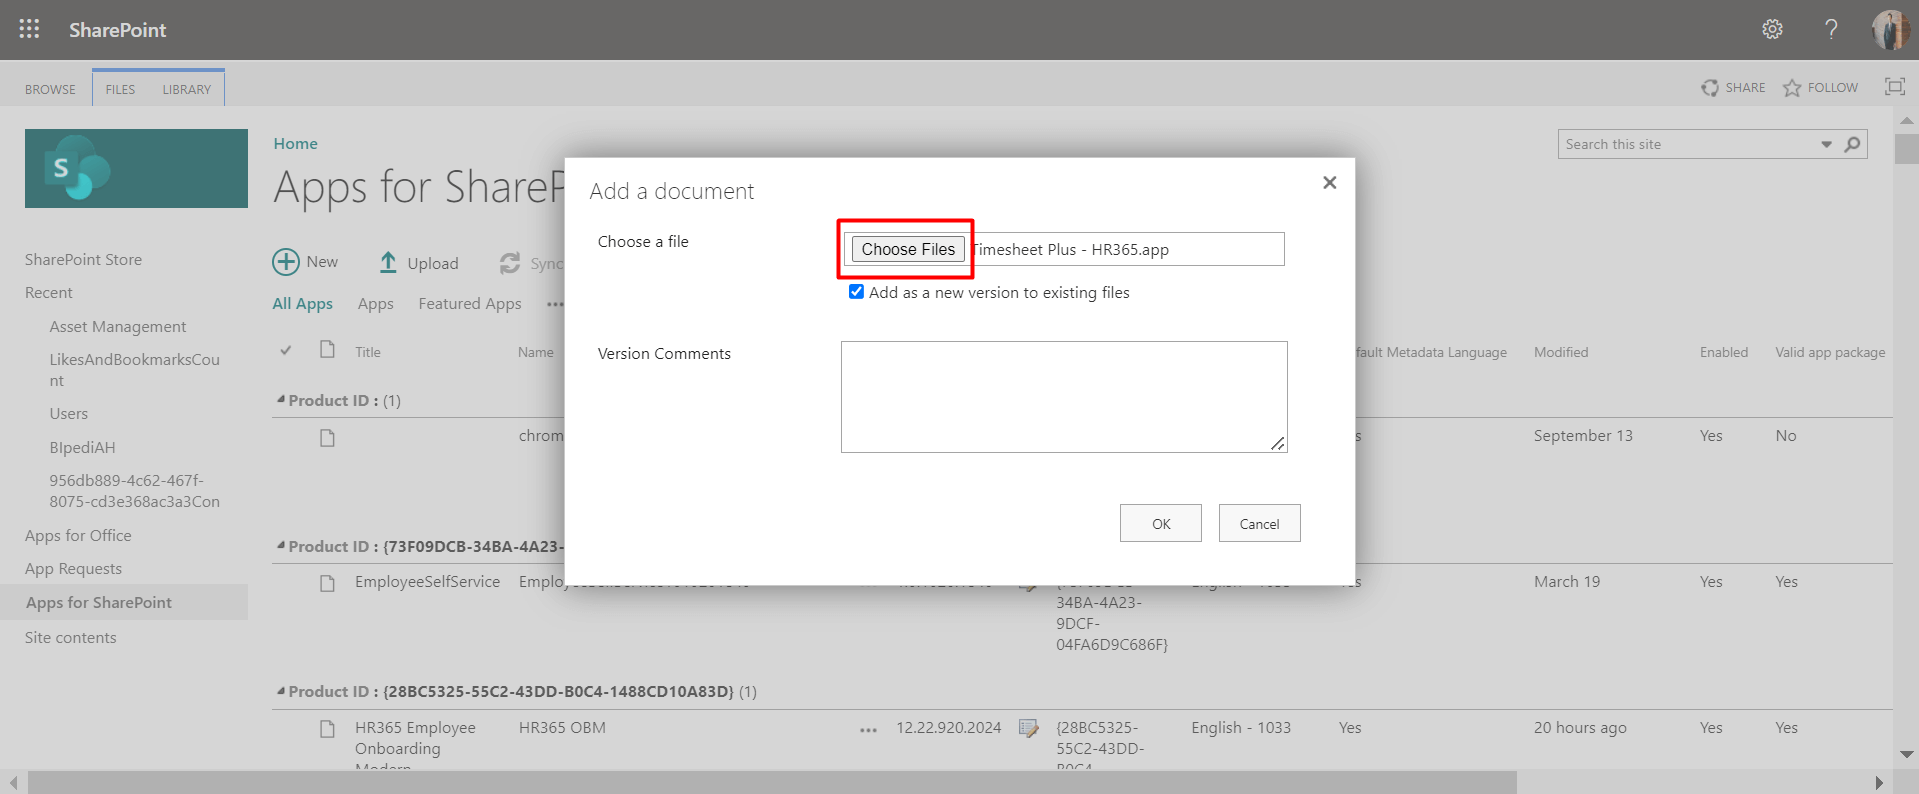 SharePoint
BROWSE FILES LIBRARY SHARE FOLLOW
S
Home
Search this site
Apps for ShareP
Add a document
Choose a file
Choose Files Timesheet Plus - HR365.app
Add as a new version to existing files
Version Comments
OK Cancel
SharePoint Store
Recent
Asset Management
LikesAndBookmarksCou
nt
Users
BIpediAH
956db889-4c62-467f-
8075-cd3e368ac3a3Con
Apps for Office
App Requests
Apps for SharePoint
Site contents
New Upload Sync
All Apps Apps Featured Apps •••
Title Name fault Metadata Language Modified Enabled Valid app package
Product ID : (1)
chrom s September 13 Yes No
Product ID : {73F09DCB-34BA-4A23-
EmployeeSelfService English - 1033 s March 19 Yes Yes
34BA-4A23-
9DCF-
04FA6D9C686F}
Product ID : {28BC5325-55C2-43DD-B0C4-1488CD10A83D} (1)
HR365 Employee HR365 OBM ••• 12.22.920.2024 {28BC5325- English - 1033 Yes 20 hours ago Yes Yes
Onboarding 55C2-43DD-
Modern B0C4